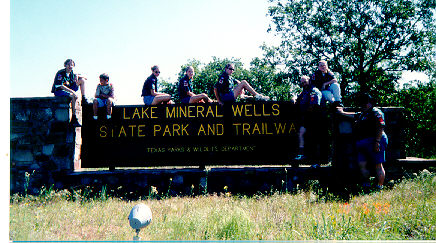 LAKE MINERAL WELLS
STATE PARK AND TRAILWA
TEXAS PARKS & WILDLIFE DEPARTMENT